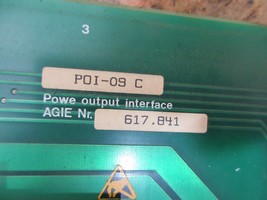 3
POI-09 C
Powe output interface
AGIE Nr. 617.841